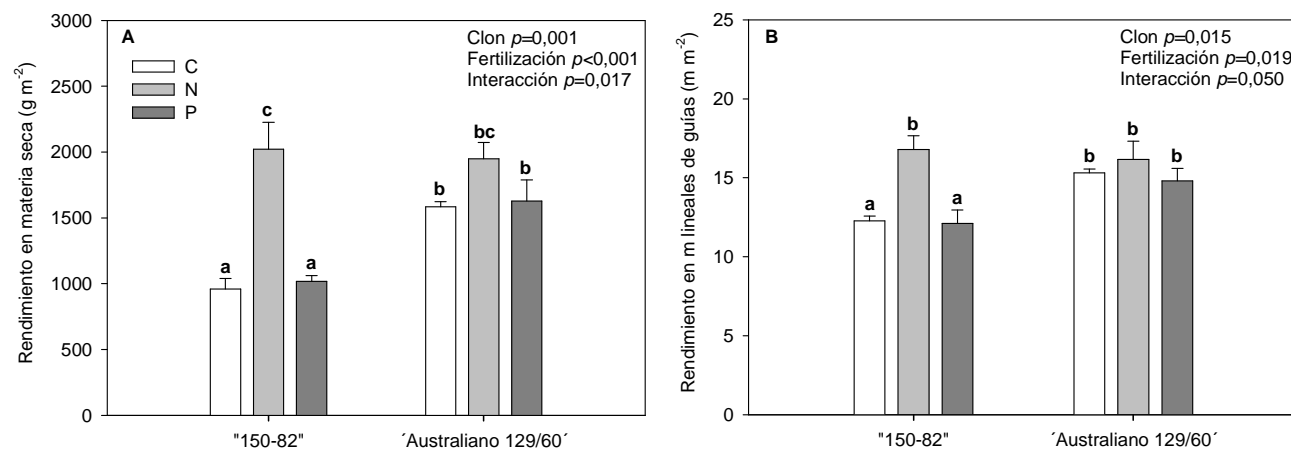 A
Clon p=0,001
Fertilización p<0,001
Interacción p=0,017
C
N
P
Rendimiento en materia seca (g m-2)
3000
2500
2000
1500
1000
500
0
a
c
a
b
bc
b
"150-82"
´Australiano 129/60´
B
Clon p=0,015
Fertilización p=0,019
Interacción p=0,050
Rendimiento en m lineales de guías (m m-2)
25
20
15
10
5
0
a
b
a
b
b
b
"150-82"
´Australiano 129/60´